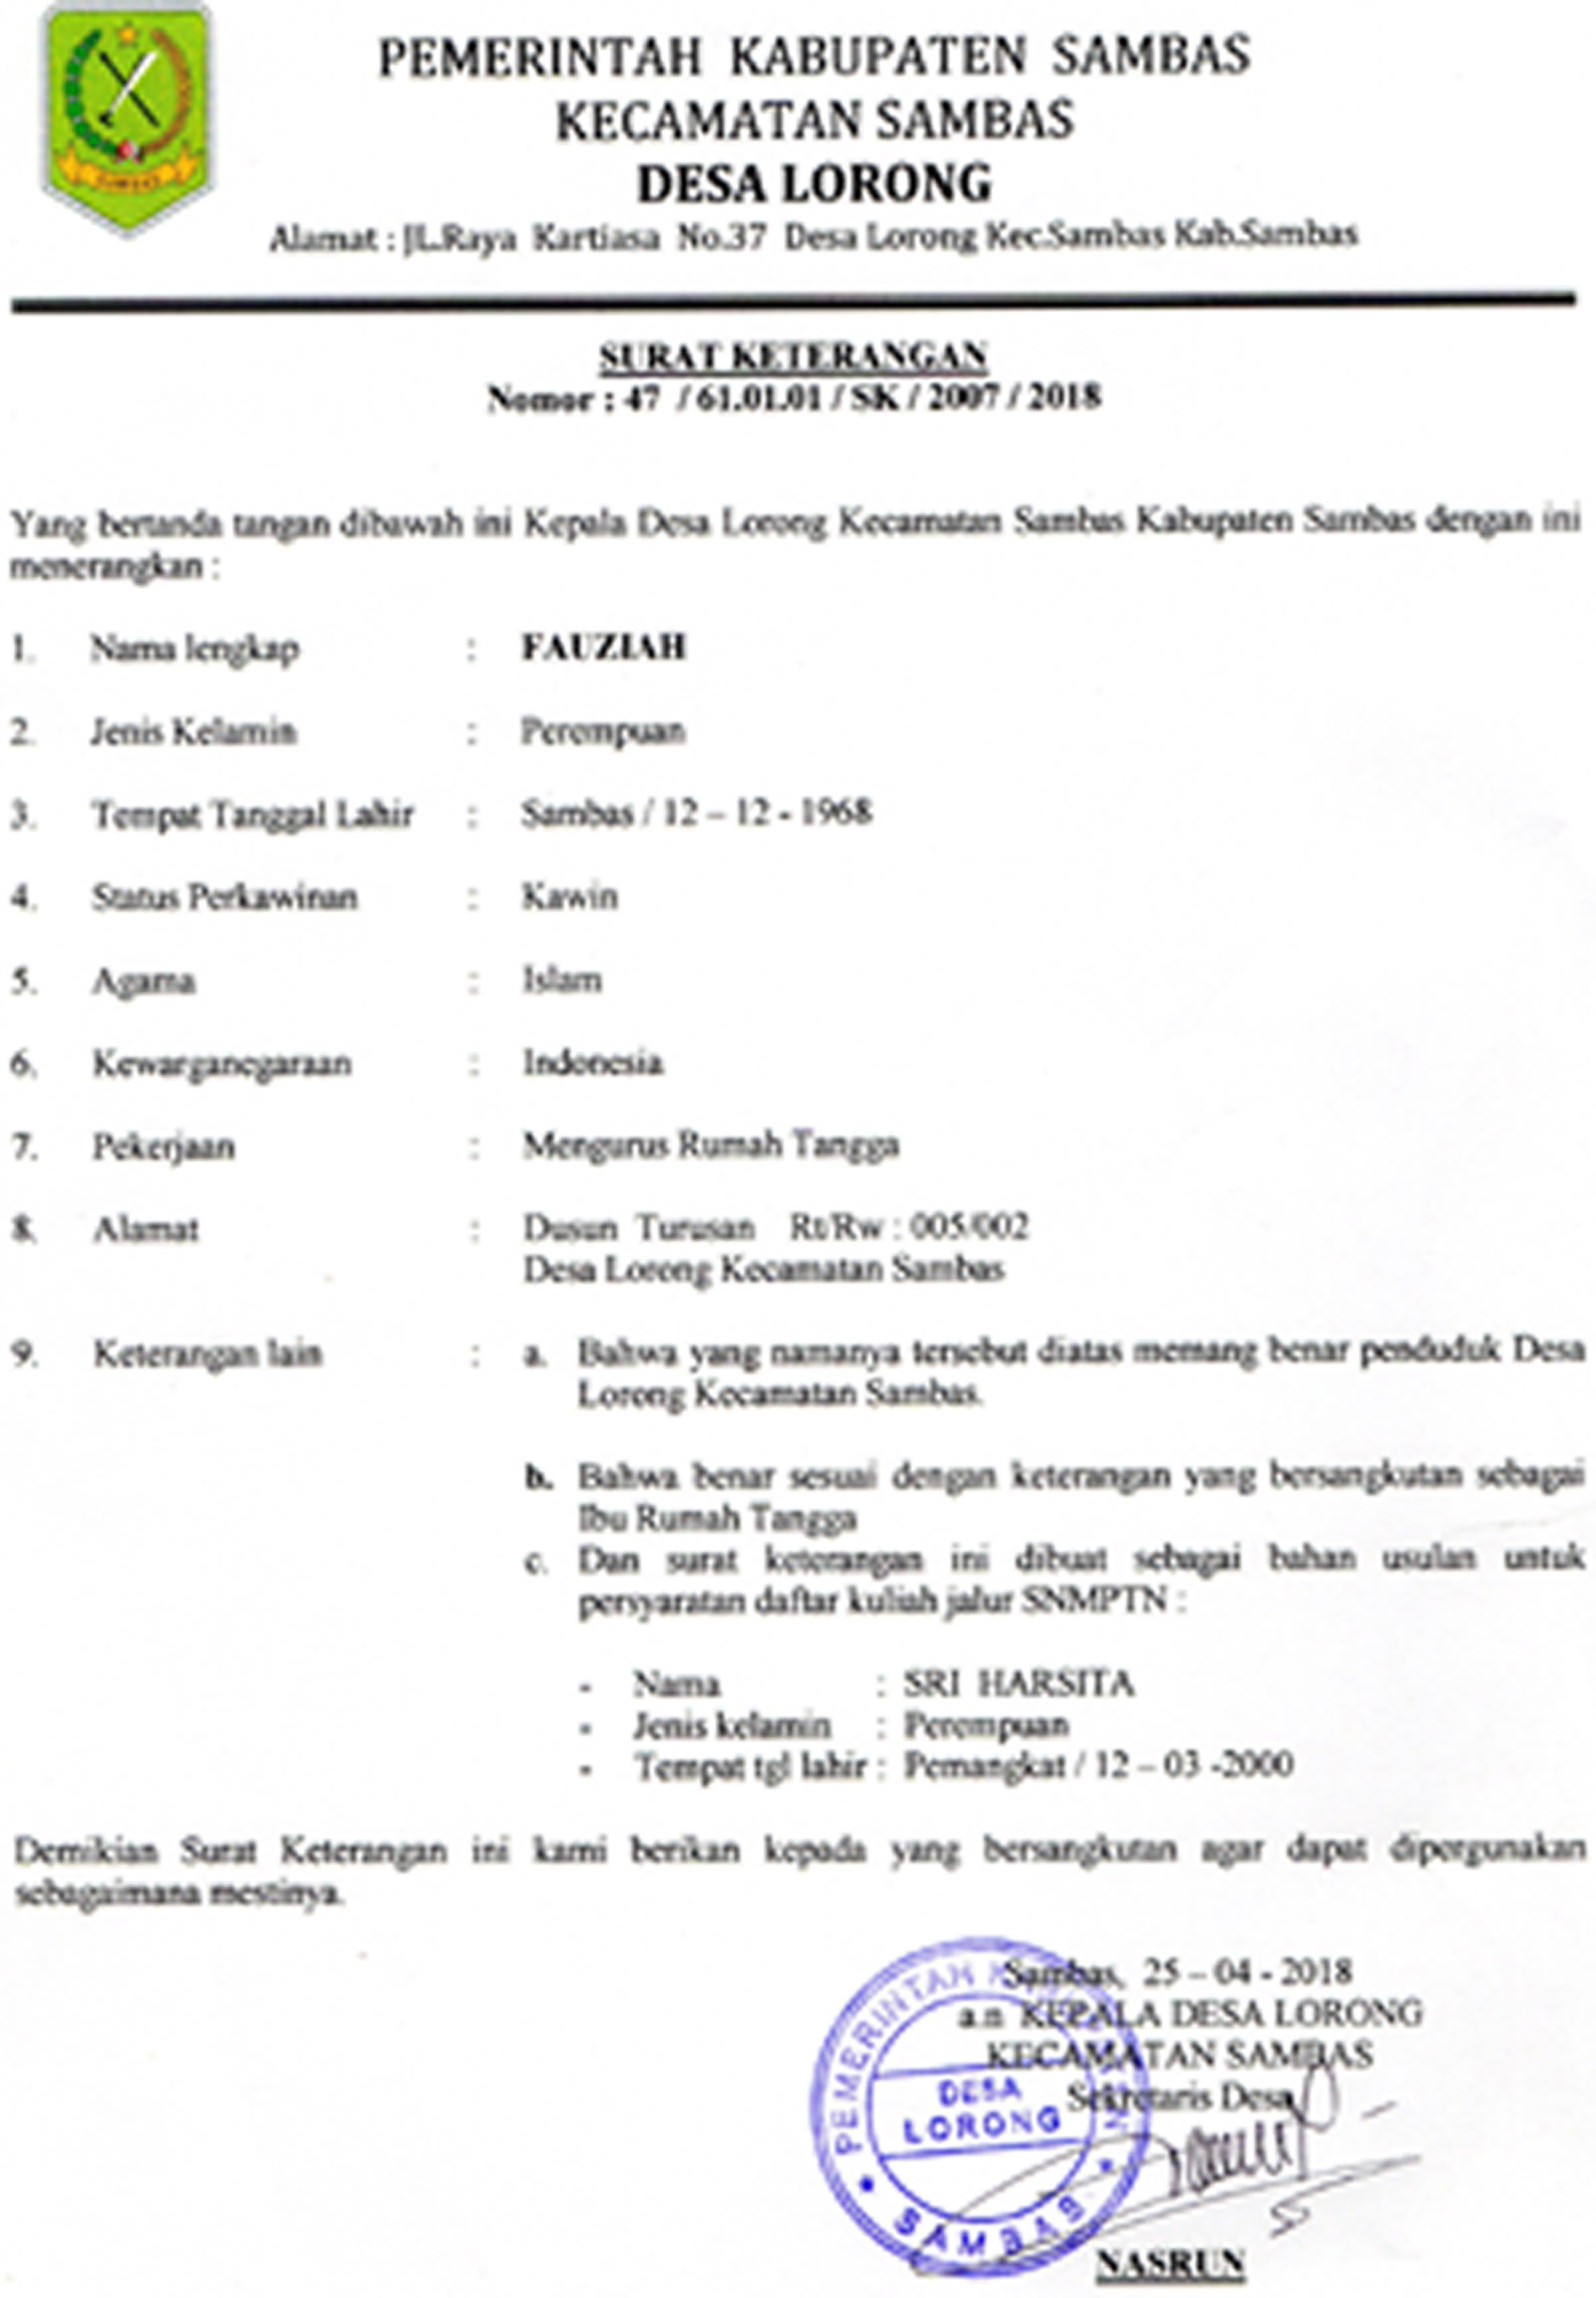 PEMERINTAH KABUPATEN SAMBAS
KECAMATAN SAMBAS
DESA LORONG
Alamat : JL.Raya Kartiasa No.37 Desa Lorong Kec.Sambas Kab.Sambas
SAMBAS
SURAT KETERANGAN
Nomor : 47 / 61.01.01 / SK / 2007 / 2018
Yang bertanda tangan dibawah ini Kepala Desa Lorong Kecamatan Sambas Kabupaten Sambas dengan ini
menerangkan :
1. Nama lengkap : FAUZIAH
2. Jenis Kelamin : Perempuan
3. Tempat Tanggal Lahir : Sambas / 12 – 12 - 1968
4. Status Perkawinan : Kawin
5. Agama : Islam
6. Kewarganegaraan : Indonesia
7. Pekerjaan : Mengurus Rumah Tangga
8. Alamat : Dusun Turusan Rt/Rw : 005/002
Desa Lorong Kecamatan Sambas
9. Keterangan lain : a. Bahwa yang namanya tersebut diatas memang benar penduduk Desa
Lorong Kecamatan Sambas.
b. Bahwa benar sesuai dengan keterangan yang bersangkutan sebagai
Ibu Rumah Tangga
c. Dan surat keterangan ini dibuat sebagai bahan usulan untuk
persyaratan daftar kuliah jalur SNMPTN :
- Nama : SRI HARSITA
- Jenis kelamin : Perempuan
- Tempat tgl lahir : Pemangkat / 12 – 03 -2000
Demikian Surat Keterangan ini kami berikan kepada yang bersangkutan agar dapat dipergunakan
sebagaimana mestinya.
Sambas, 25 – 04 - 2018
a.n KEPALA DESA LORONG
KECAMATAN SAMBAS
Sekretaris Desa
PEMERINTAH
DESA
LORONG
SAMBAS
NASRUN